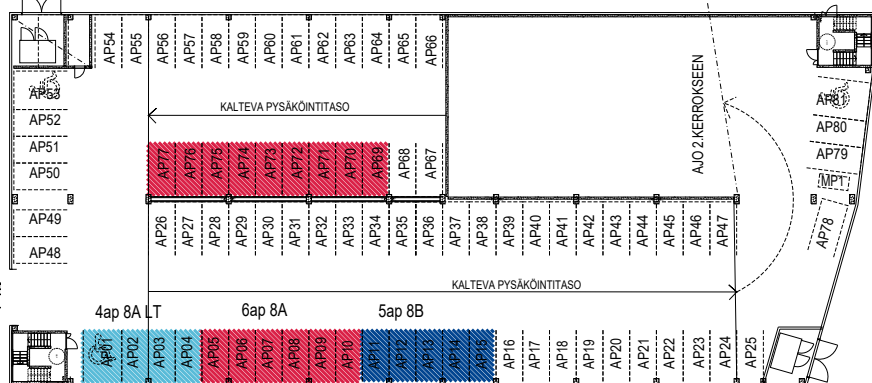 AP54 AP55 AP56 AP57 AP58 AP59 AP60 AP61 AP62 AP63 AP64 AP65 AP66
AP53
AP52
AP51
AP50
AP49
AP48
KALTEVA PYSÄKÖINTITASO
AP77 AP76 AP75 AP74 AP73 AP72 AP71 AP70 AP69 AP68 AP67
AJO 2.KERROKSEEN
AP81
AP80
AP79
MP1
AP78
AP26 AP27 AP28 AP29 AP30 AP31 AP32 AP33 AP34 AP35 AP36 AP37 AP38 AP39 AP40 AP41 AP42 AP43 AP44 AP45 AP46 AP47
KALTEVA PYSÄKÖINTITASO
4ap 8A LT 6ap 8A 5ap 8B
AP01 AP02 AP03 AP04 AP05 AP06 AP07 AP08 AP09 AP10 AP11 AP12 AP13 AP14 AP15 AP16 AP17 AP18 AP19 AP20 AP21 AP22 AP23 AP24 AP25